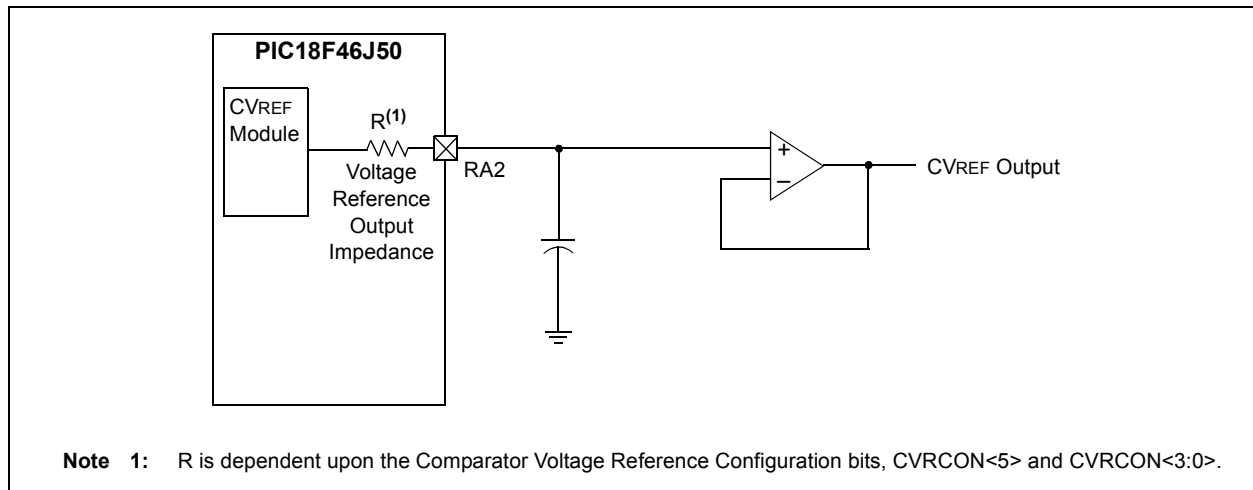 PIC18F46J50
CVREF
Module
R(1)
Voltage
Reference
Output
Impedance
RA2
+
–
CVREF Output
Note 1: R is dependent upon the Comparator Voltage Reference Configuration bits, CVRCON<5> and CVRCON<3:0>.